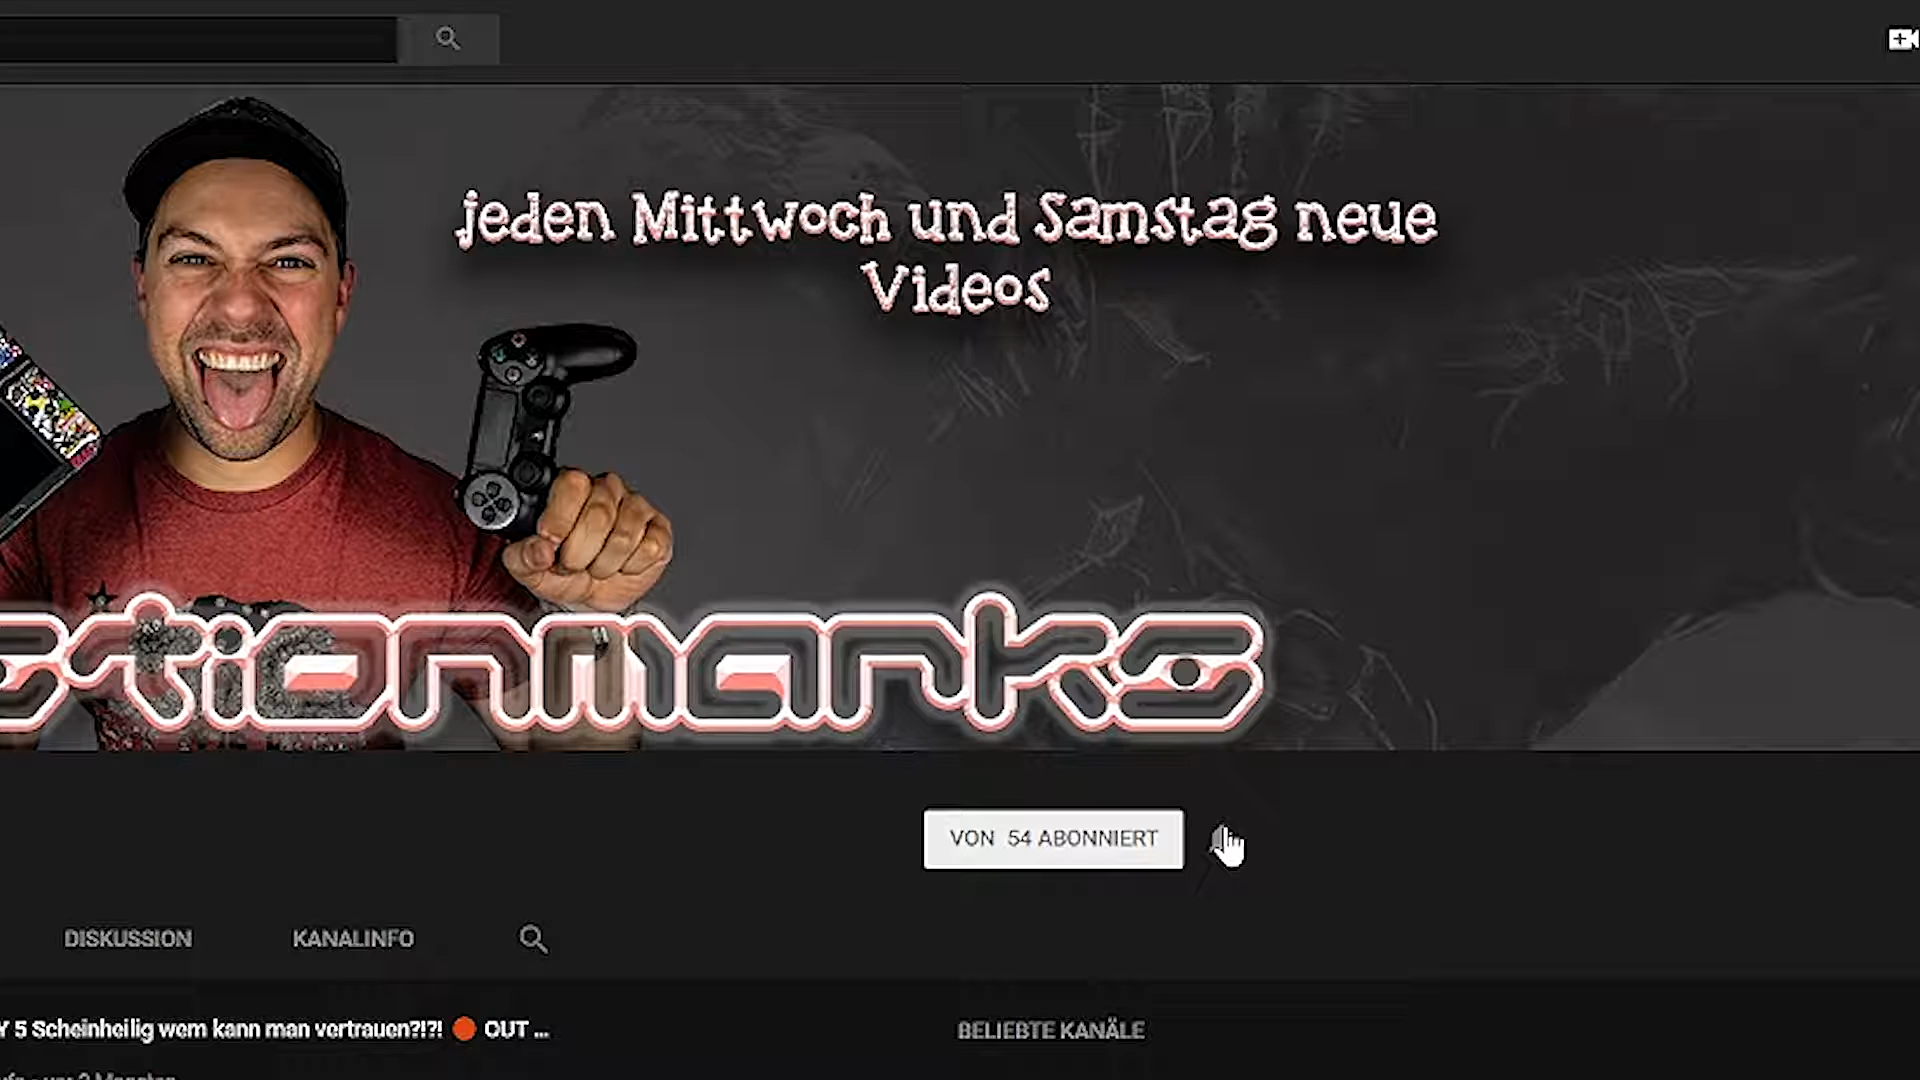 jeden Mittwoch und Samstag neue
Videos
ctionmanks
VON 54 ABONNIERT
DISKUSSION
KANALINFO
Y 5 Scheinheilig wem kann man vertrauen?!?! 🔴 OUT ...
BELIEBTE KANÄLE